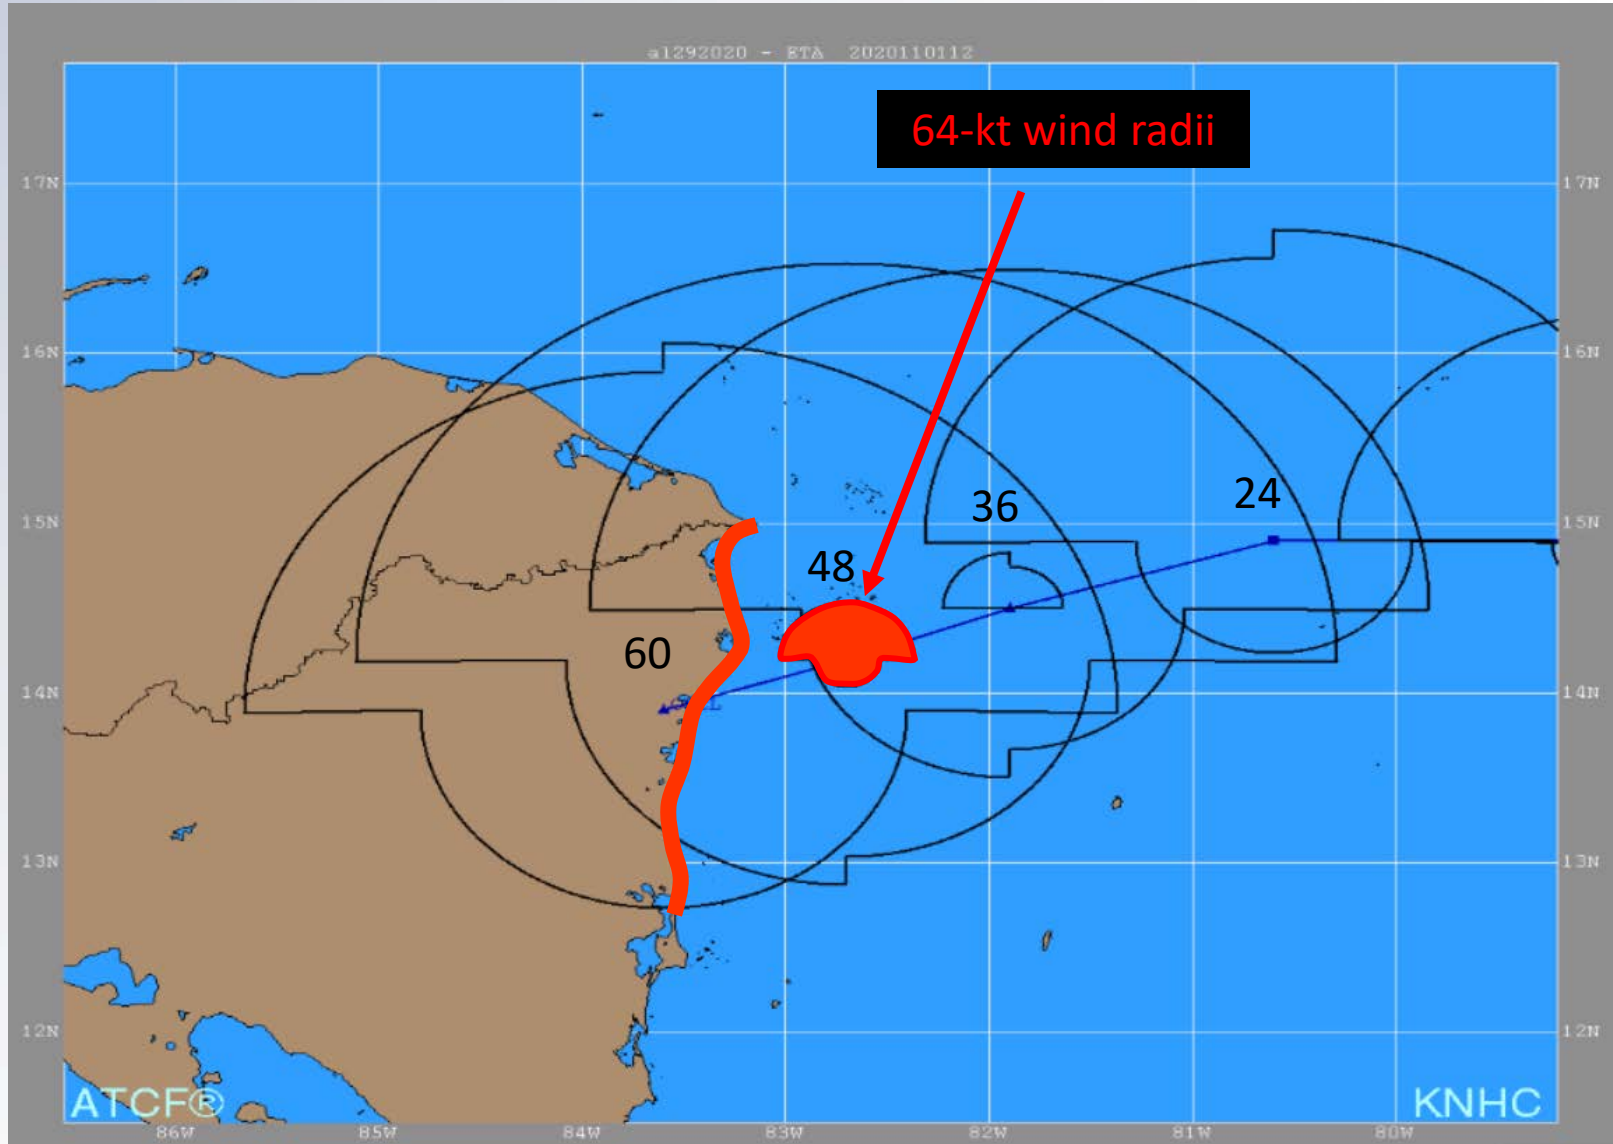 a1292020 - ETA 2020110112
64-kt wind radii
17N
17N
16N
16N
36
24
15N
15N
48
60
14N
14N
13N
13N
12N
12N
ATCF®
KNHC
86W
85W
84W
83W
82W
81W
80W